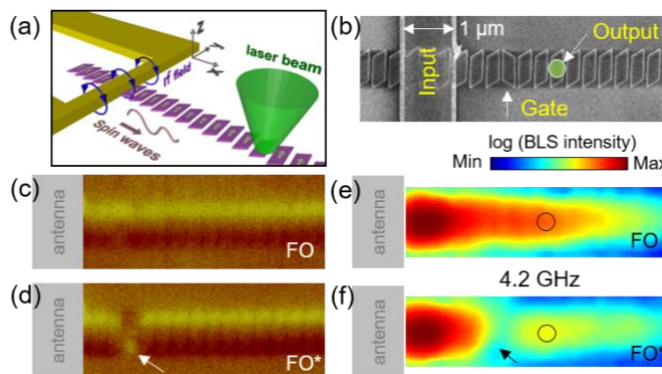 (a)
z
y
x
rf field
laser beam
Spin waves
(b)
1 μm
Output
Input
Gate
log (BLS intensity)
Min
Max
(c)
antenna
FO
(e)
antenna
FO
4.2 GHz
(d)
antenna
FO*
(f)
antenna
FO*